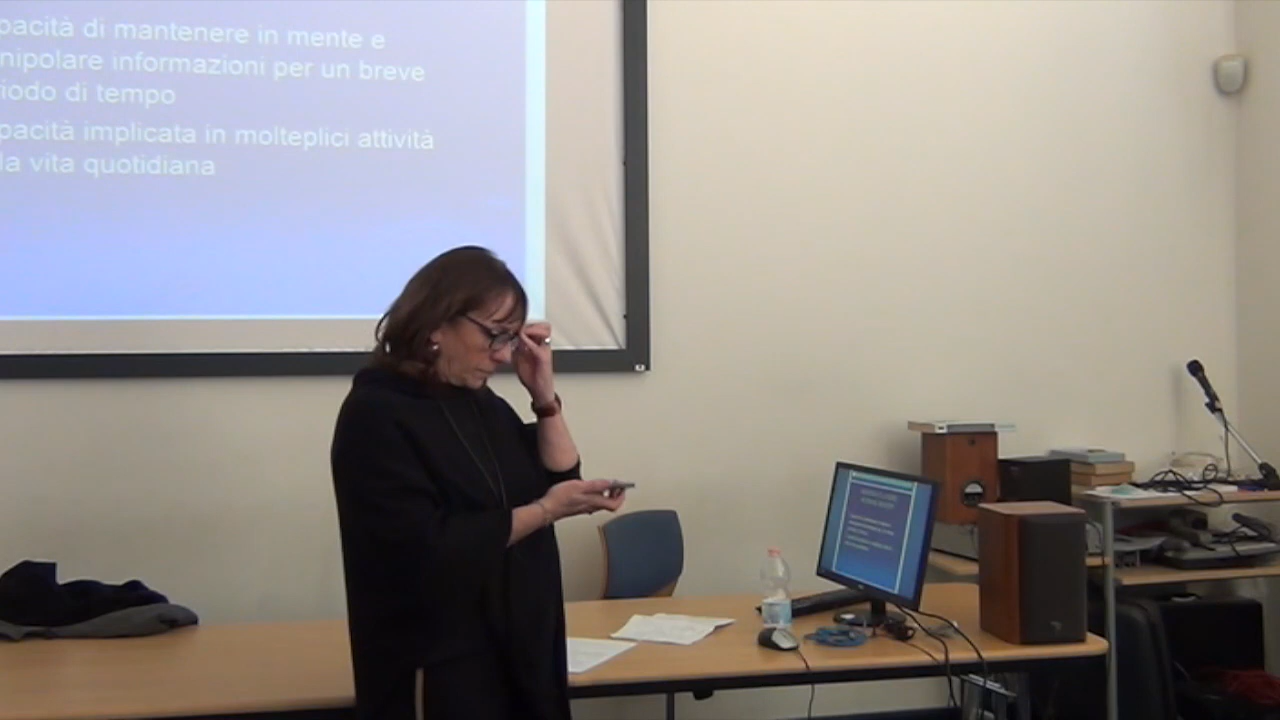 pacità di mantenere in mente e
nipolare informazioni per un breve
iodo di tempo
pacità implicata in molteplici attività
la vita quotidiana